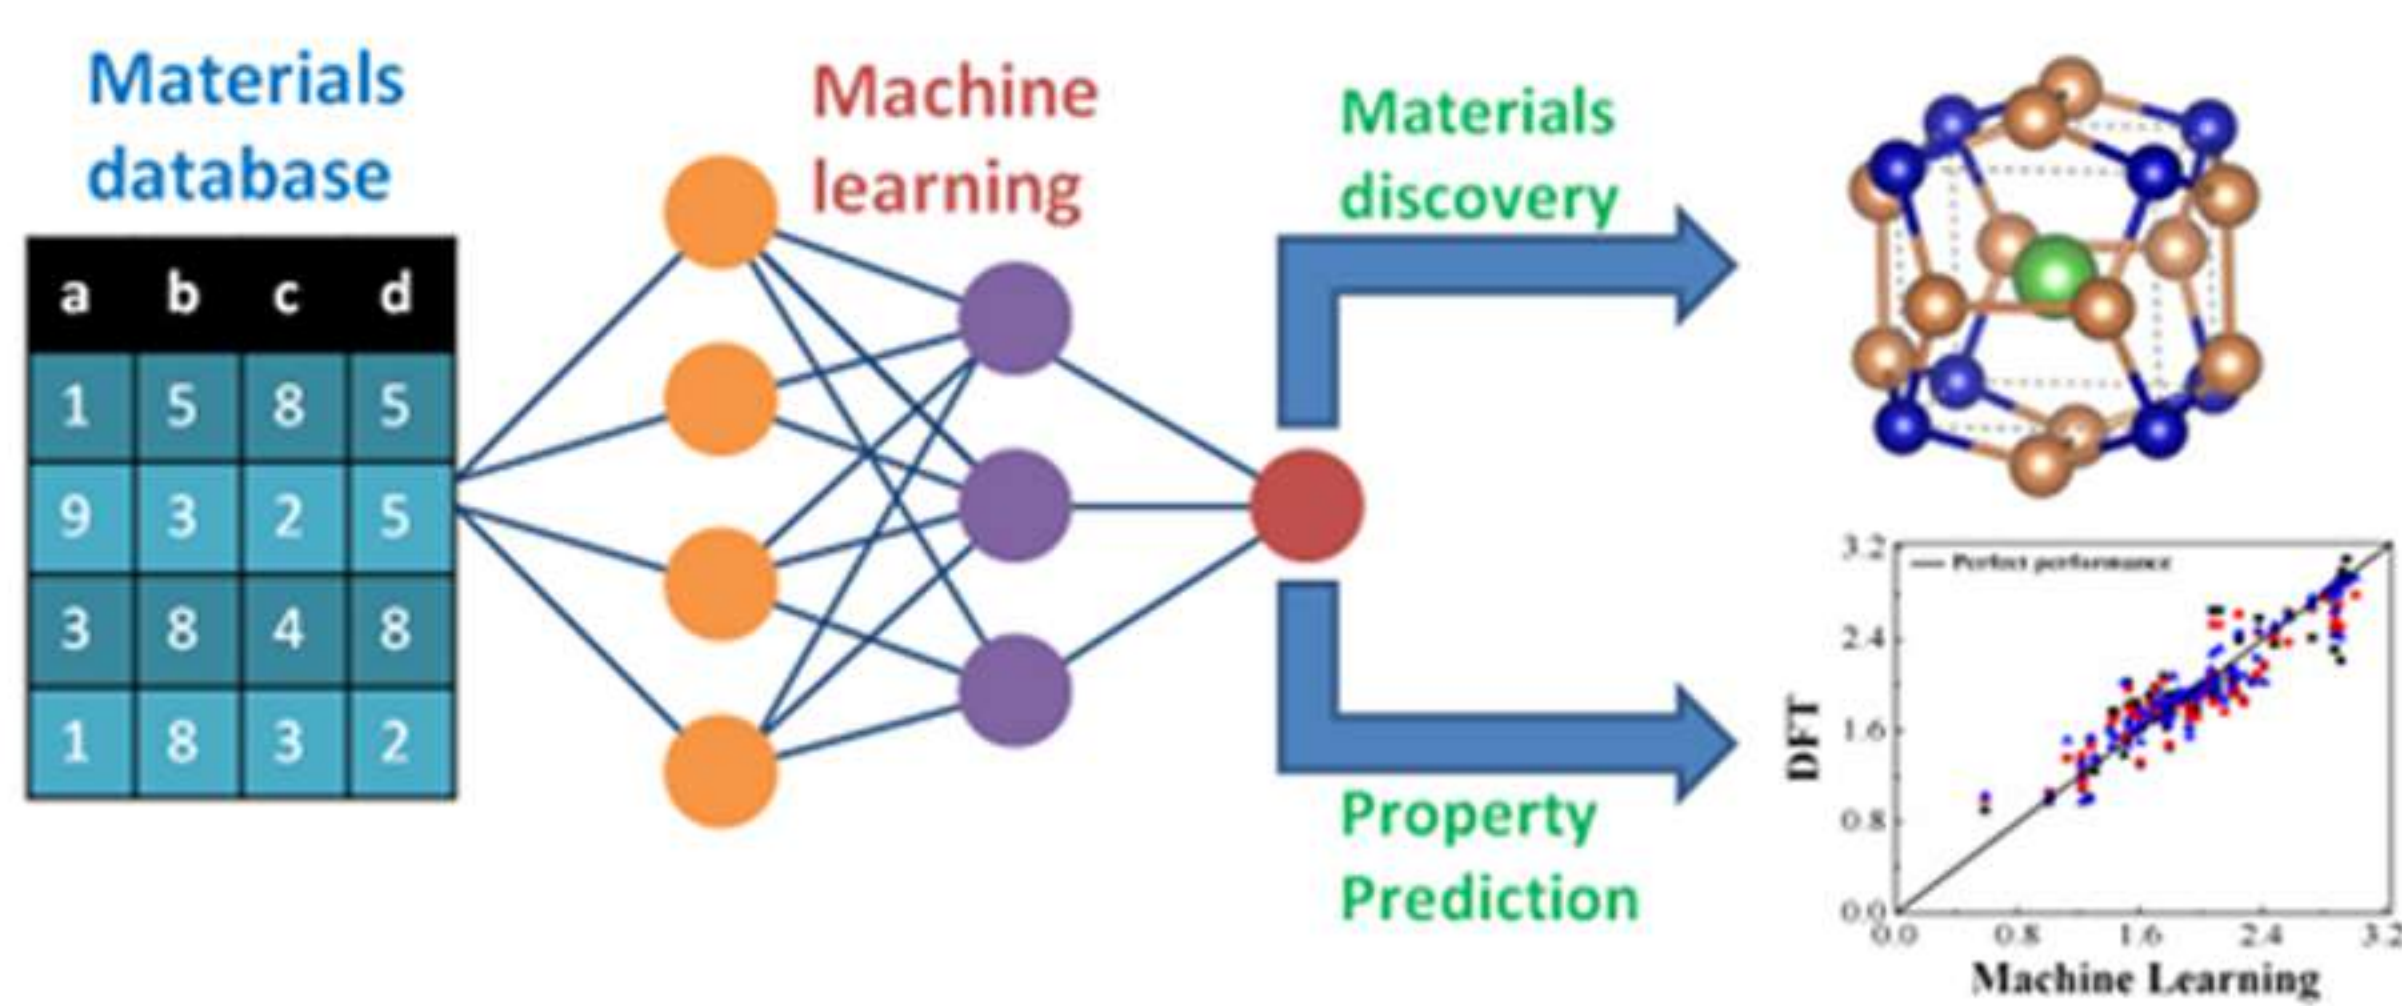 Materials
database
a b c d
1 5 8 5
9 3 2 5
3 8 4 8
1 8 3 2
Machine
learning
Materials
discovery
Property
Prediction
Perfect performance
DFT
3.2
2.4
1.6
0.8
0.0
0.0 0.8 1.6 2.4 3.2
Machine Learning